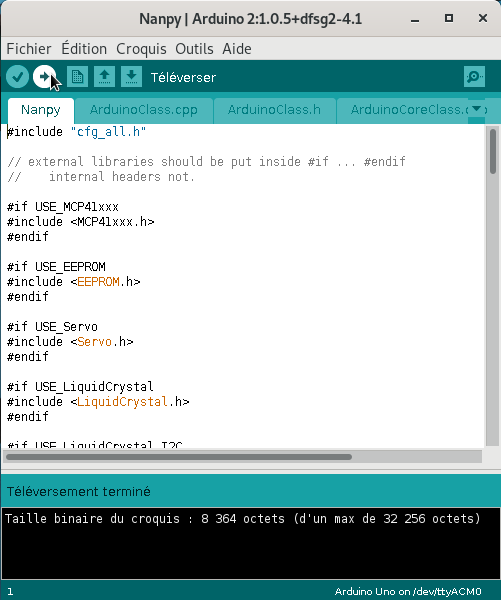 Nanpy | Arduino 2:1.0.5+dfsg2-4.1
Fichier Édition Croquis Outils Aide
Téléverser
Nanpy ArduinoClass.cpp ArduinoClass.h ArduinoCoreClass.c
#include "cfg_all.h"
// external libraries should be put inside #if ... #endif
//    internal headers not.
#if USE_MCP41xxx
#include <MCP41xxx.h>
#endif
#if USE_EEPROM
#include <EEPROM.h>
#endif
#if USE_Servo
#include <Servo.h>
#endif
#if USE_LiquidCrystal
#include <LiquidCrystal.h>
#endif
#if USE_LiquidCrystal_I2C
Téléversement terminé
Taille binaire du croquis : 8 364 octets (d'un max de 32 256 octets)
1 Arduino Uno on /dev/ttyACM0